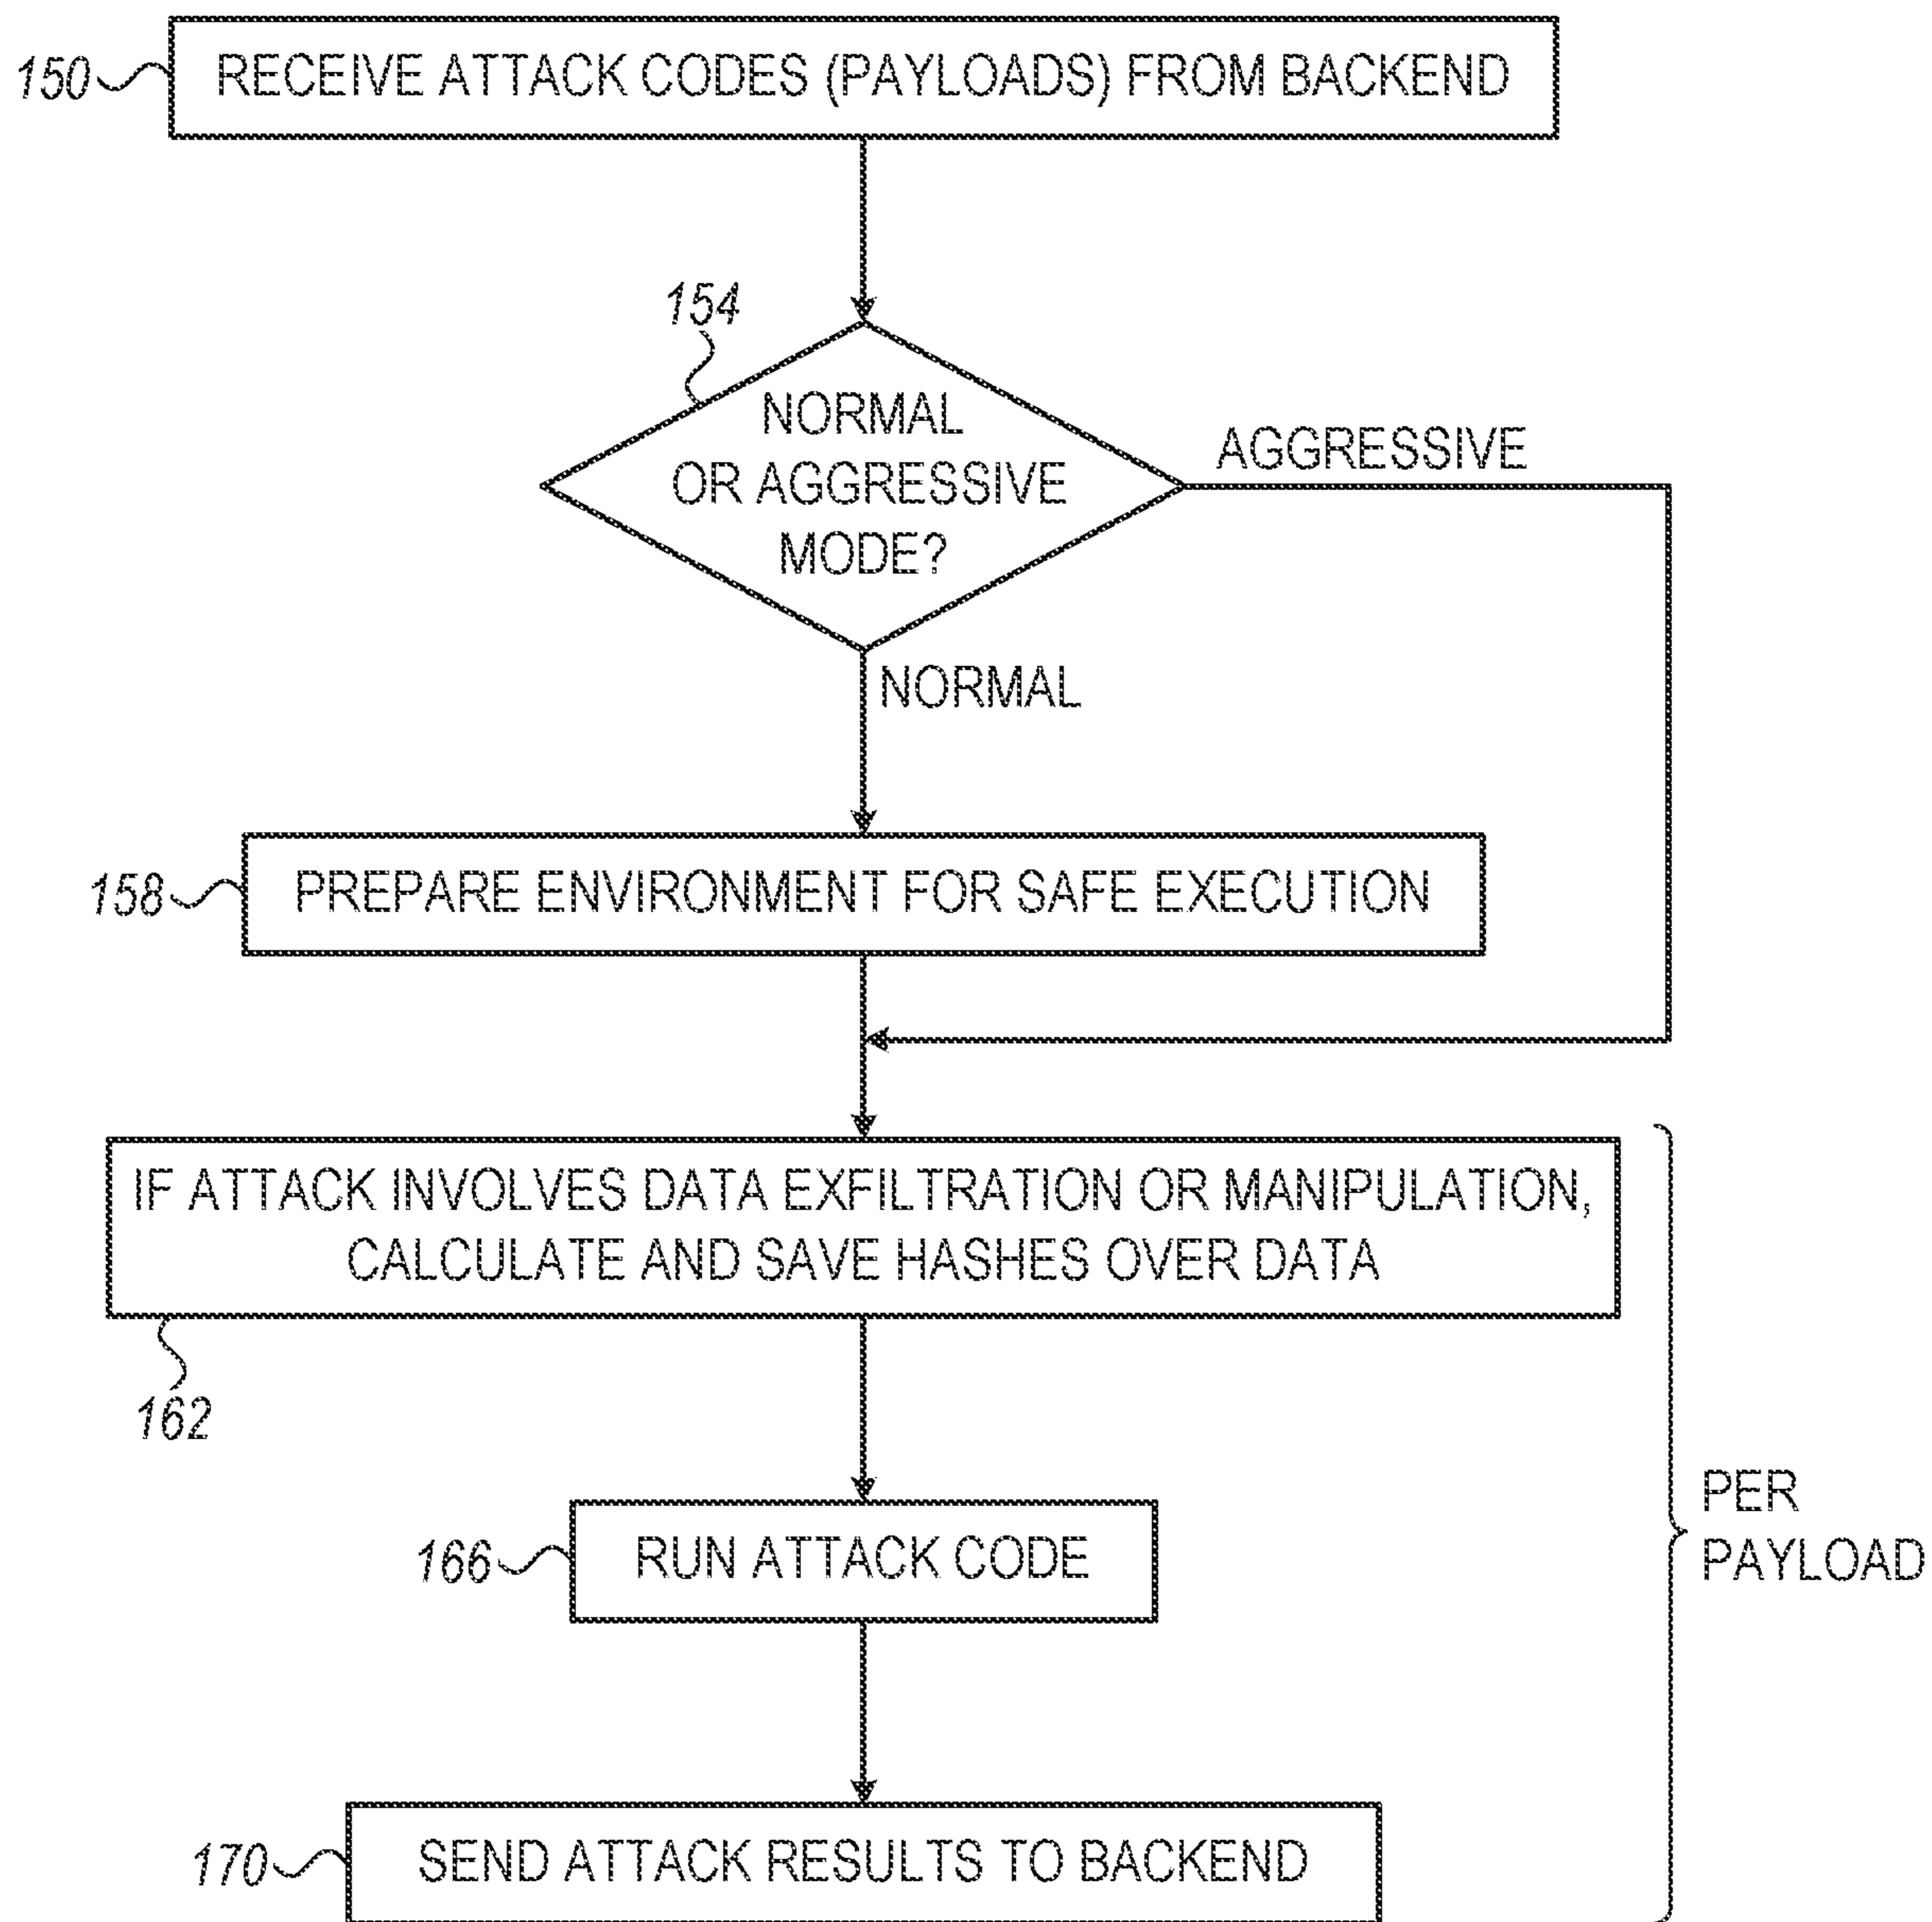 150
RECEIVE ATTACK CODES (PAYLOADS) FROM BACKEND
154
NORMAL
OR AGGRESSIVE
MODE?
AGGRESSIVE
NORMAL
158
PREPARE ENVIRONMENT FOR SAFE EXECUTION
IF ATTACK INVOLVES DATA EXFILTRATION OR MANIPULATION,
CALCULATE AND SAVE HASHES OVER DATA
162
PER
PAYLOAD
166
RUN ATTACK CODE
170
SEND ATTACK RESULTS TO BACKEND